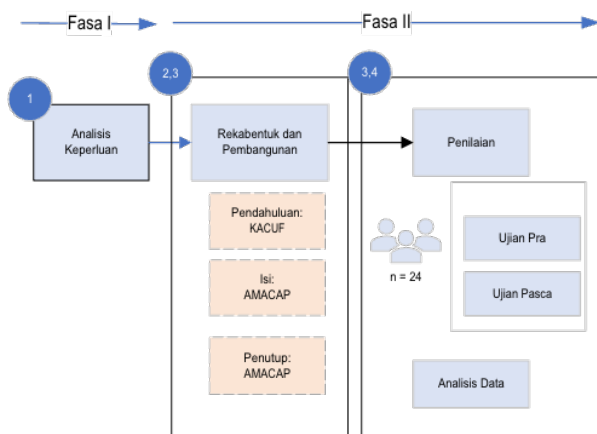 Fasa I
Fasa II
1
2,3
3,4
Analisis
Keperluan
Rekabentuk dan
Pembangunan
Penilaian
Pendahuluan:
KACUF
Isi:
AMACAP
Penutup:
AMACAP
n = 24
Ujian Pra
Ujian Pasca
Analisis Data